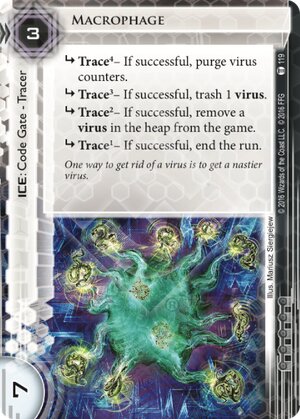 3
MACROPHAGE
↳ Trace⁴– If successful, purge virus
counters.
↳ Trace³– If successful, trash 1 virus.
↳ Trace²– If successful, remove a
virus in the heap from the game.
↳ Trace¹– If successful, end the run.
One way to get rid of a virus is to get a nastier
virus.
ICE: Code Gate - Tracer
119
© 2016 Wizards of the Coast LLC. © 2016 FFG
Illus. Mariusz Siergiejew
7